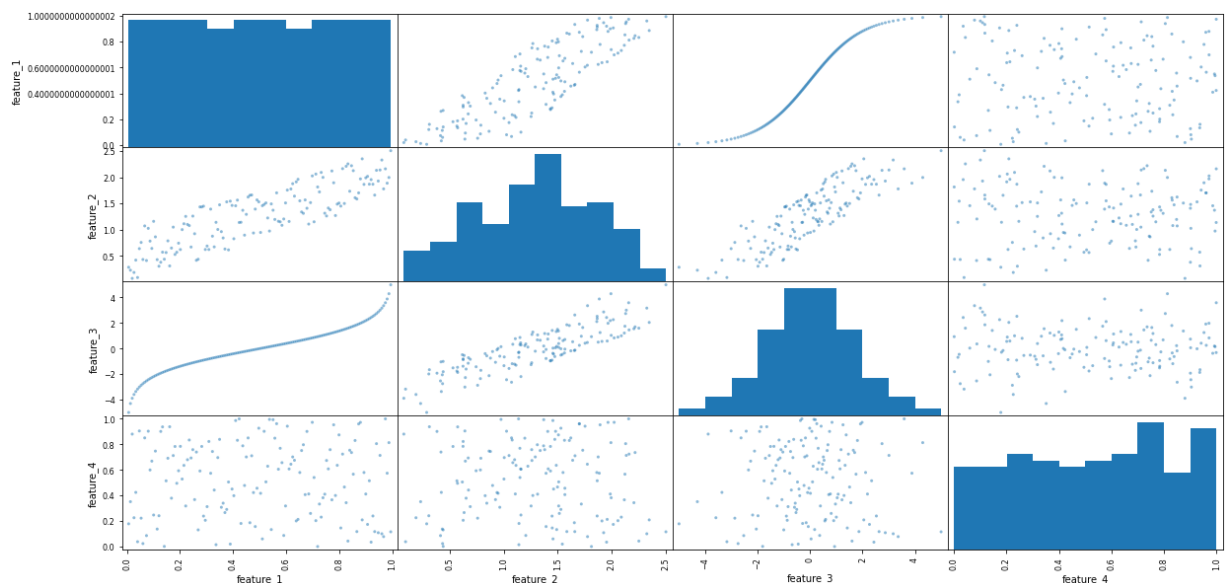 1.0000000000000002
0.8
0.6000000000000001
0.4000000000000001
0.2
0.0
feature_1
2.5
2.0
1.5
1.0
0.5
feature_2
4
2
0
−2
−4
feature_3
1.0
0.8
0.6
0.4
0.2
0.0
feature_4
0.0 0.2 0.4 0.6 0.8 1.0
0.5 1.0 1.5 2.0 2.5
−4 −2 0 2 4
0.0 0.2 0.4 0.6 0.8 1.0
feature_1 feature_2 feature_3 feature_4